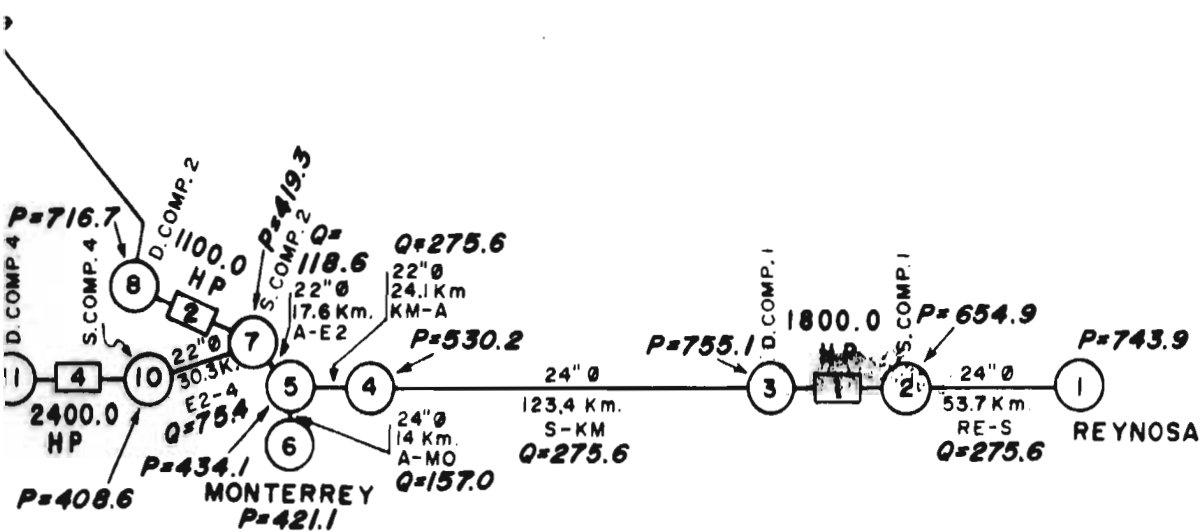 P=716.7
D. COMP. 2
1100.0
HP
P=419.3
S. COMP. 2
Q=
118.6
22"Ø
17.6 Km.
A-E2
Q=275.6
22"Ø
24.1 Km
KM-A
P=530.2
D. COMP. 4
S. COMP. 4
8
2
7
10
4
2400.0
HP
22"Ø
E2-4
Q=75.4
P=408.6
5
4
P=434.1
6
MONTERREY
P=421.1
24"Ø
14 Km.
A-MO
Q=157.0
24"Ø
123.4 Km.
S-KM
Q=275.6
P=755.1
D. COMP. 1
1800.0
H.P.
S. COMP. 1
P=654.9
3
1
2
24"Ø
53.7 Km.
RE-S
Q=275.6
P=743.9
1
REYNOSA